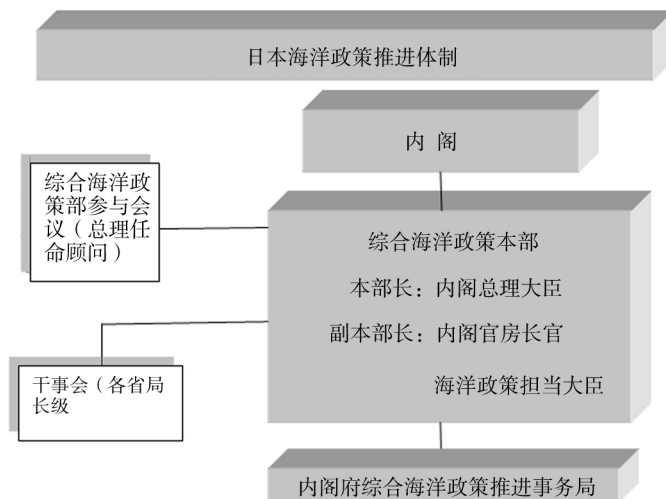 日本海洋政策推进体制
内 阁
综合海洋政
策部参与会
议（总理任
命顾问）
综合海洋政策本部
本部长：内阁总理大臣
副本部长：内阁官房长官
海洋政策担当大臣
干事会（各省局
长级
内阁府综合海洋政策推进事务局